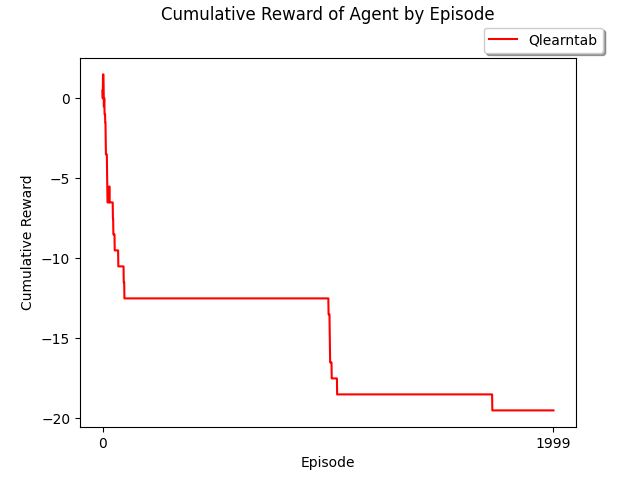 Cumulative Reward of Agent by Episode
Qlearntab
0
−5
−10
−15
−20
Cumulative Reward
0
1999
Episode